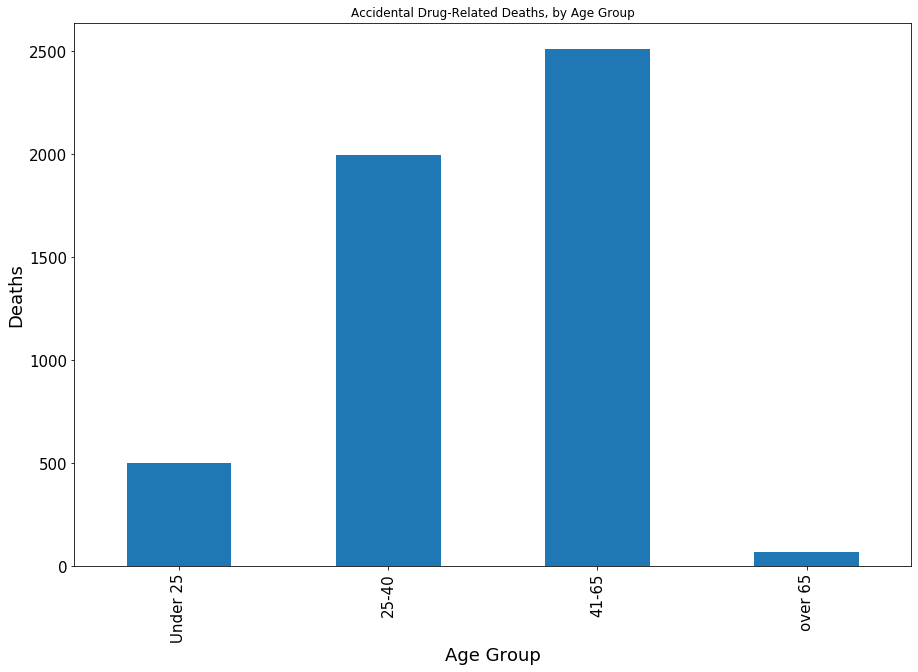 Accidental Drug-Related Deaths, by Age Group
2500
2000
1500
1000
500
0
Deaths
Under 25
25-40
41-65
over 65
Age Group